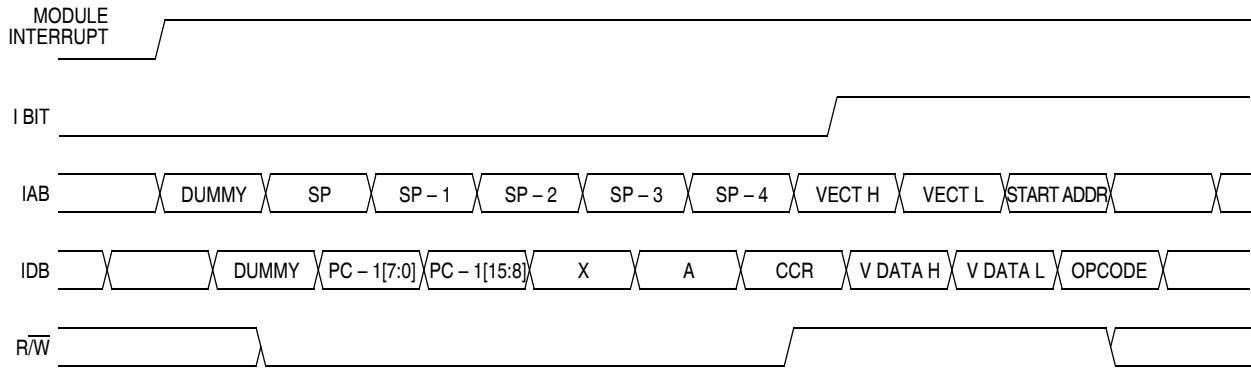 MODULE
INTERRUPT
I BIT
IAB DUMMY SP SP – 1 SP – 2 SP – 3 SP – 4 VECT H VECT L START ADDR
IDB DUMMY PC – 1[7:0] PC – 1[15:8] X A CCR V DATA H V DATA L OPCODE
R/W̅